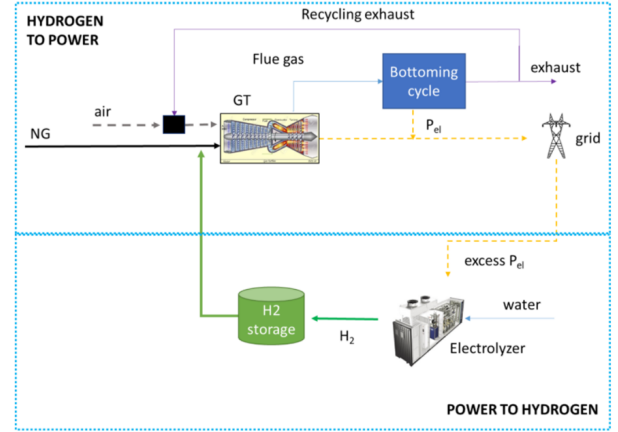 HYDROGEN
TO POWER
Recycling exhaust
Flue gas
Bottoming
cycle
exhaust
air
GT
NG
Pel
grid
excess Pel
H2
storage
H2
water
Electrolyzer
POWER TO HYDROGEN